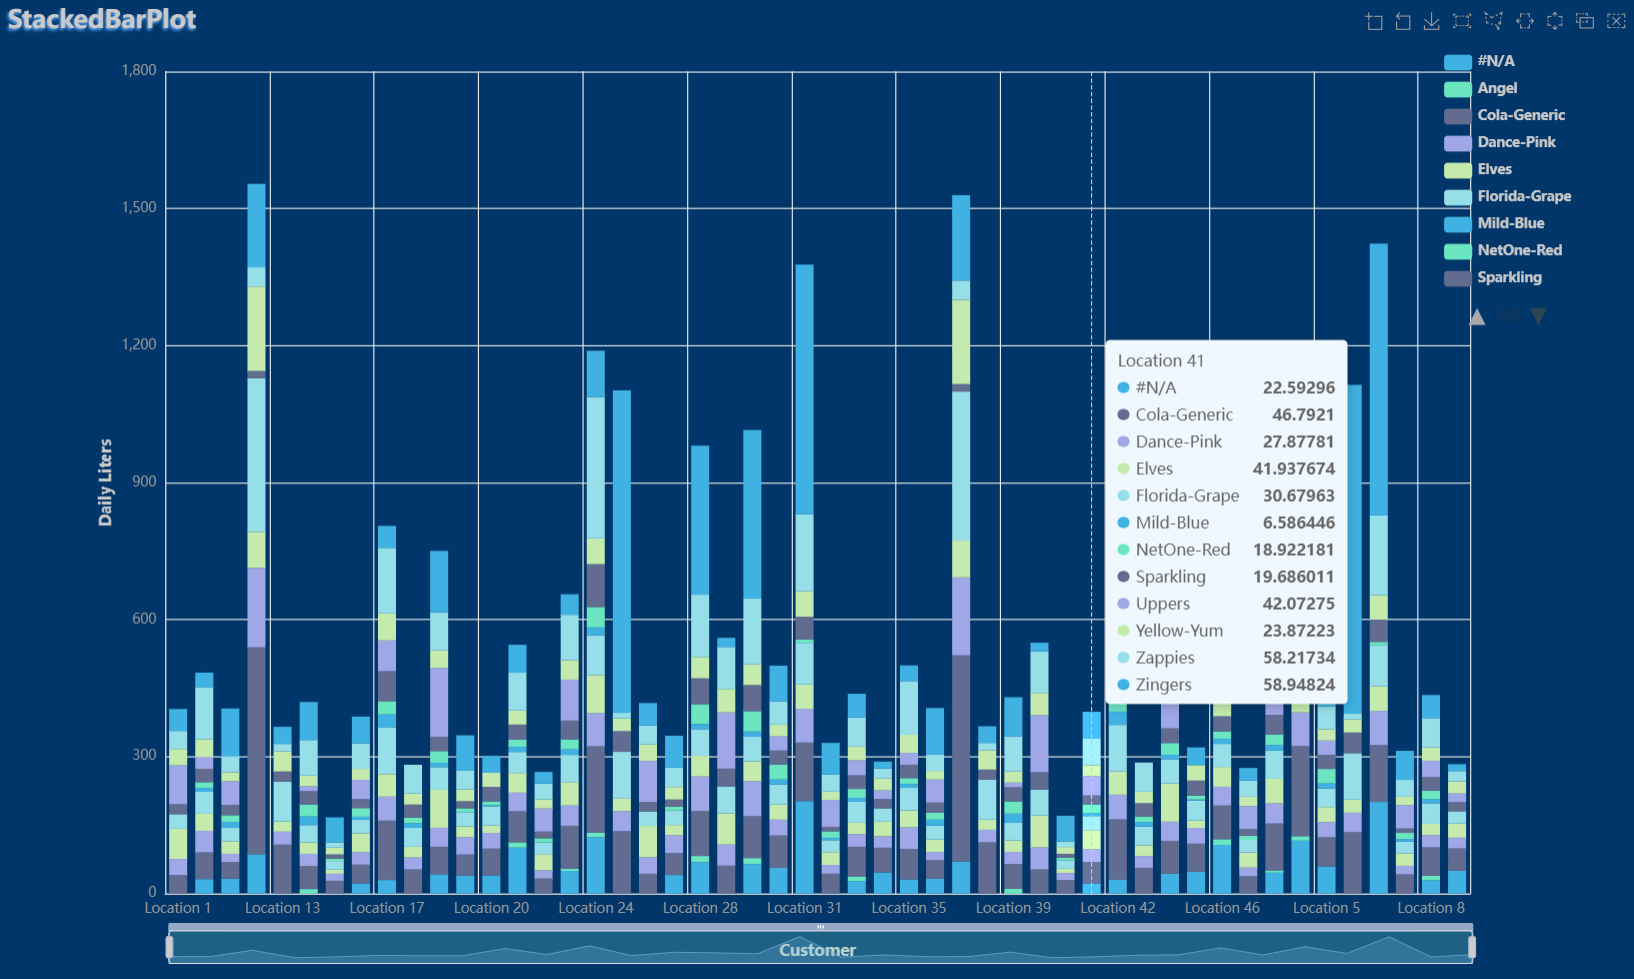 StackedBarPlot
#N/A
Angel
Cola-Generic
Dance-Pink
Elves
Florida-Grape
Mild-Blue
NetOne-Red
Sparkling
1,800
1,500
1,200
900
600
300
0
Daily Liters
Location 41
#N/A 22.59296
Cola-Generic 46.7921
Dance-Pink 27.87781
Elves 41.937674
Florida-Grape 30.67963
Mild-Blue 6.586446
NetOne-Red 18.922181
Sparkling 19.686011
Uppers 42.07275
Yellow-Yum 23.87223
Zappies 58.21734
Zingers 58.94824
Location 1 Location 13 Location 17 Location 20 Location 24 Location 28 Location 31 Location 35 Location 39 Location 42 Location 46 Location 5 Location 8
Customer